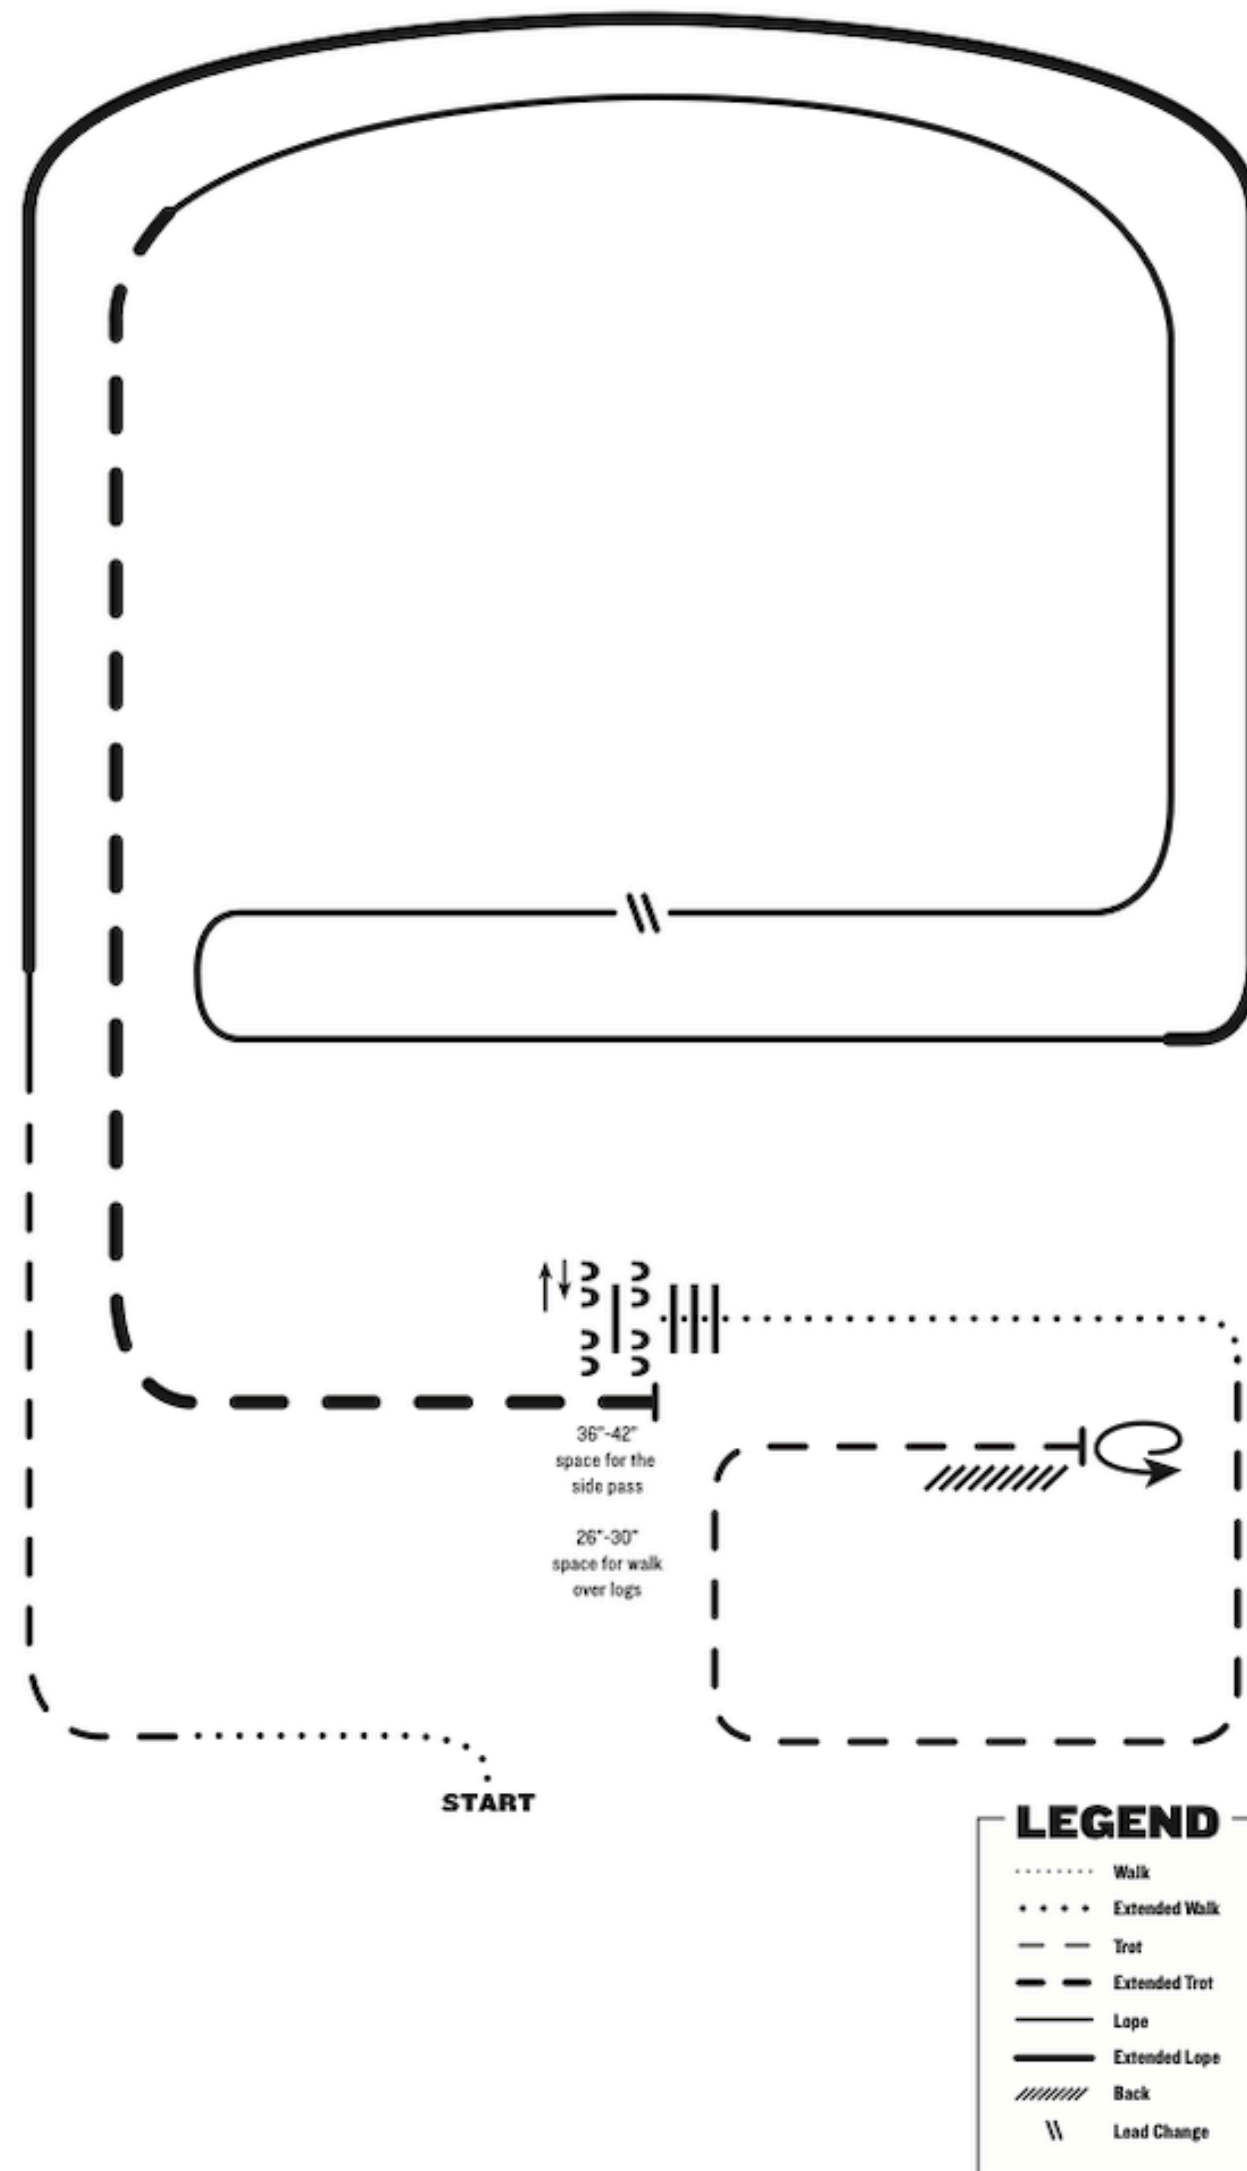 36"-42"
space for the
side pass
26"-30"
space for walk
over logs
START
LEGEND
Walk
Extended Walk
Trot
Extended Trot
Lope
Extended Lope
Back
Lead Change